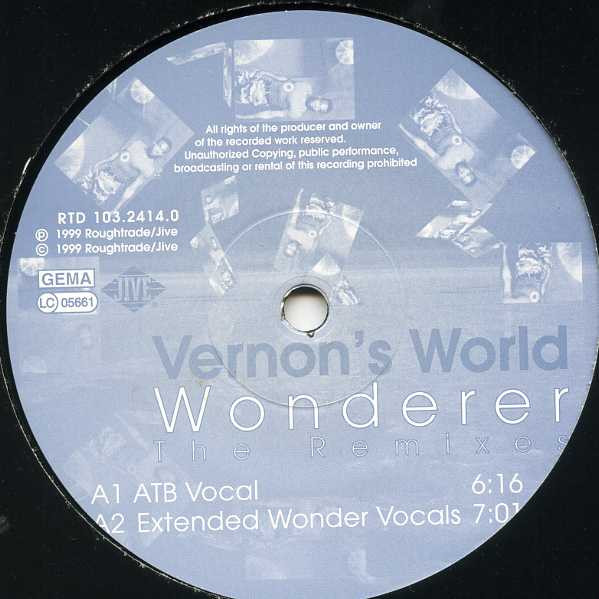 All rights of the producer and owner
of the recorded work reserved.
Unauthorized Copying, public performance,
broadcasting or rental of this recording prohibited
RTD 103.2414.0
℗ 1999 Roughtrade/Jive
© 1999 Roughtrade/Jive
GEMA
LC 05661
JIVE
Vernon's World
Wonderer
The Remixes
A1 ATB Vocal 6:16
A2 Extended Wonder Vocals 7:01